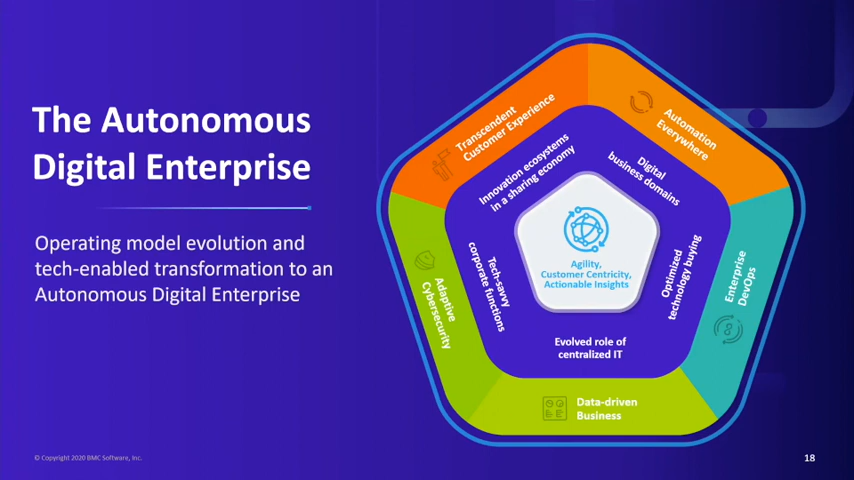 The Autonomous
Digital Enterprise
Operating model evolution and
tech-enabled transformation to an
Autonomous Digital Enterprise
Transcendent
Customer Experience
Automation
Everywhere
Enterprise
DevOps
Data-driven
Business
Adaptive
Cybersecurity
Innovation ecosystems
in a sharing economy
Digital
business domains
Optimized
technology buying
Evolved role of
centralized IT
Tech-savvy
corporate functions
Agility,
Customer Centricity,
Actionable Insights
© Copyright 2020 BMC Software, Inc.
18